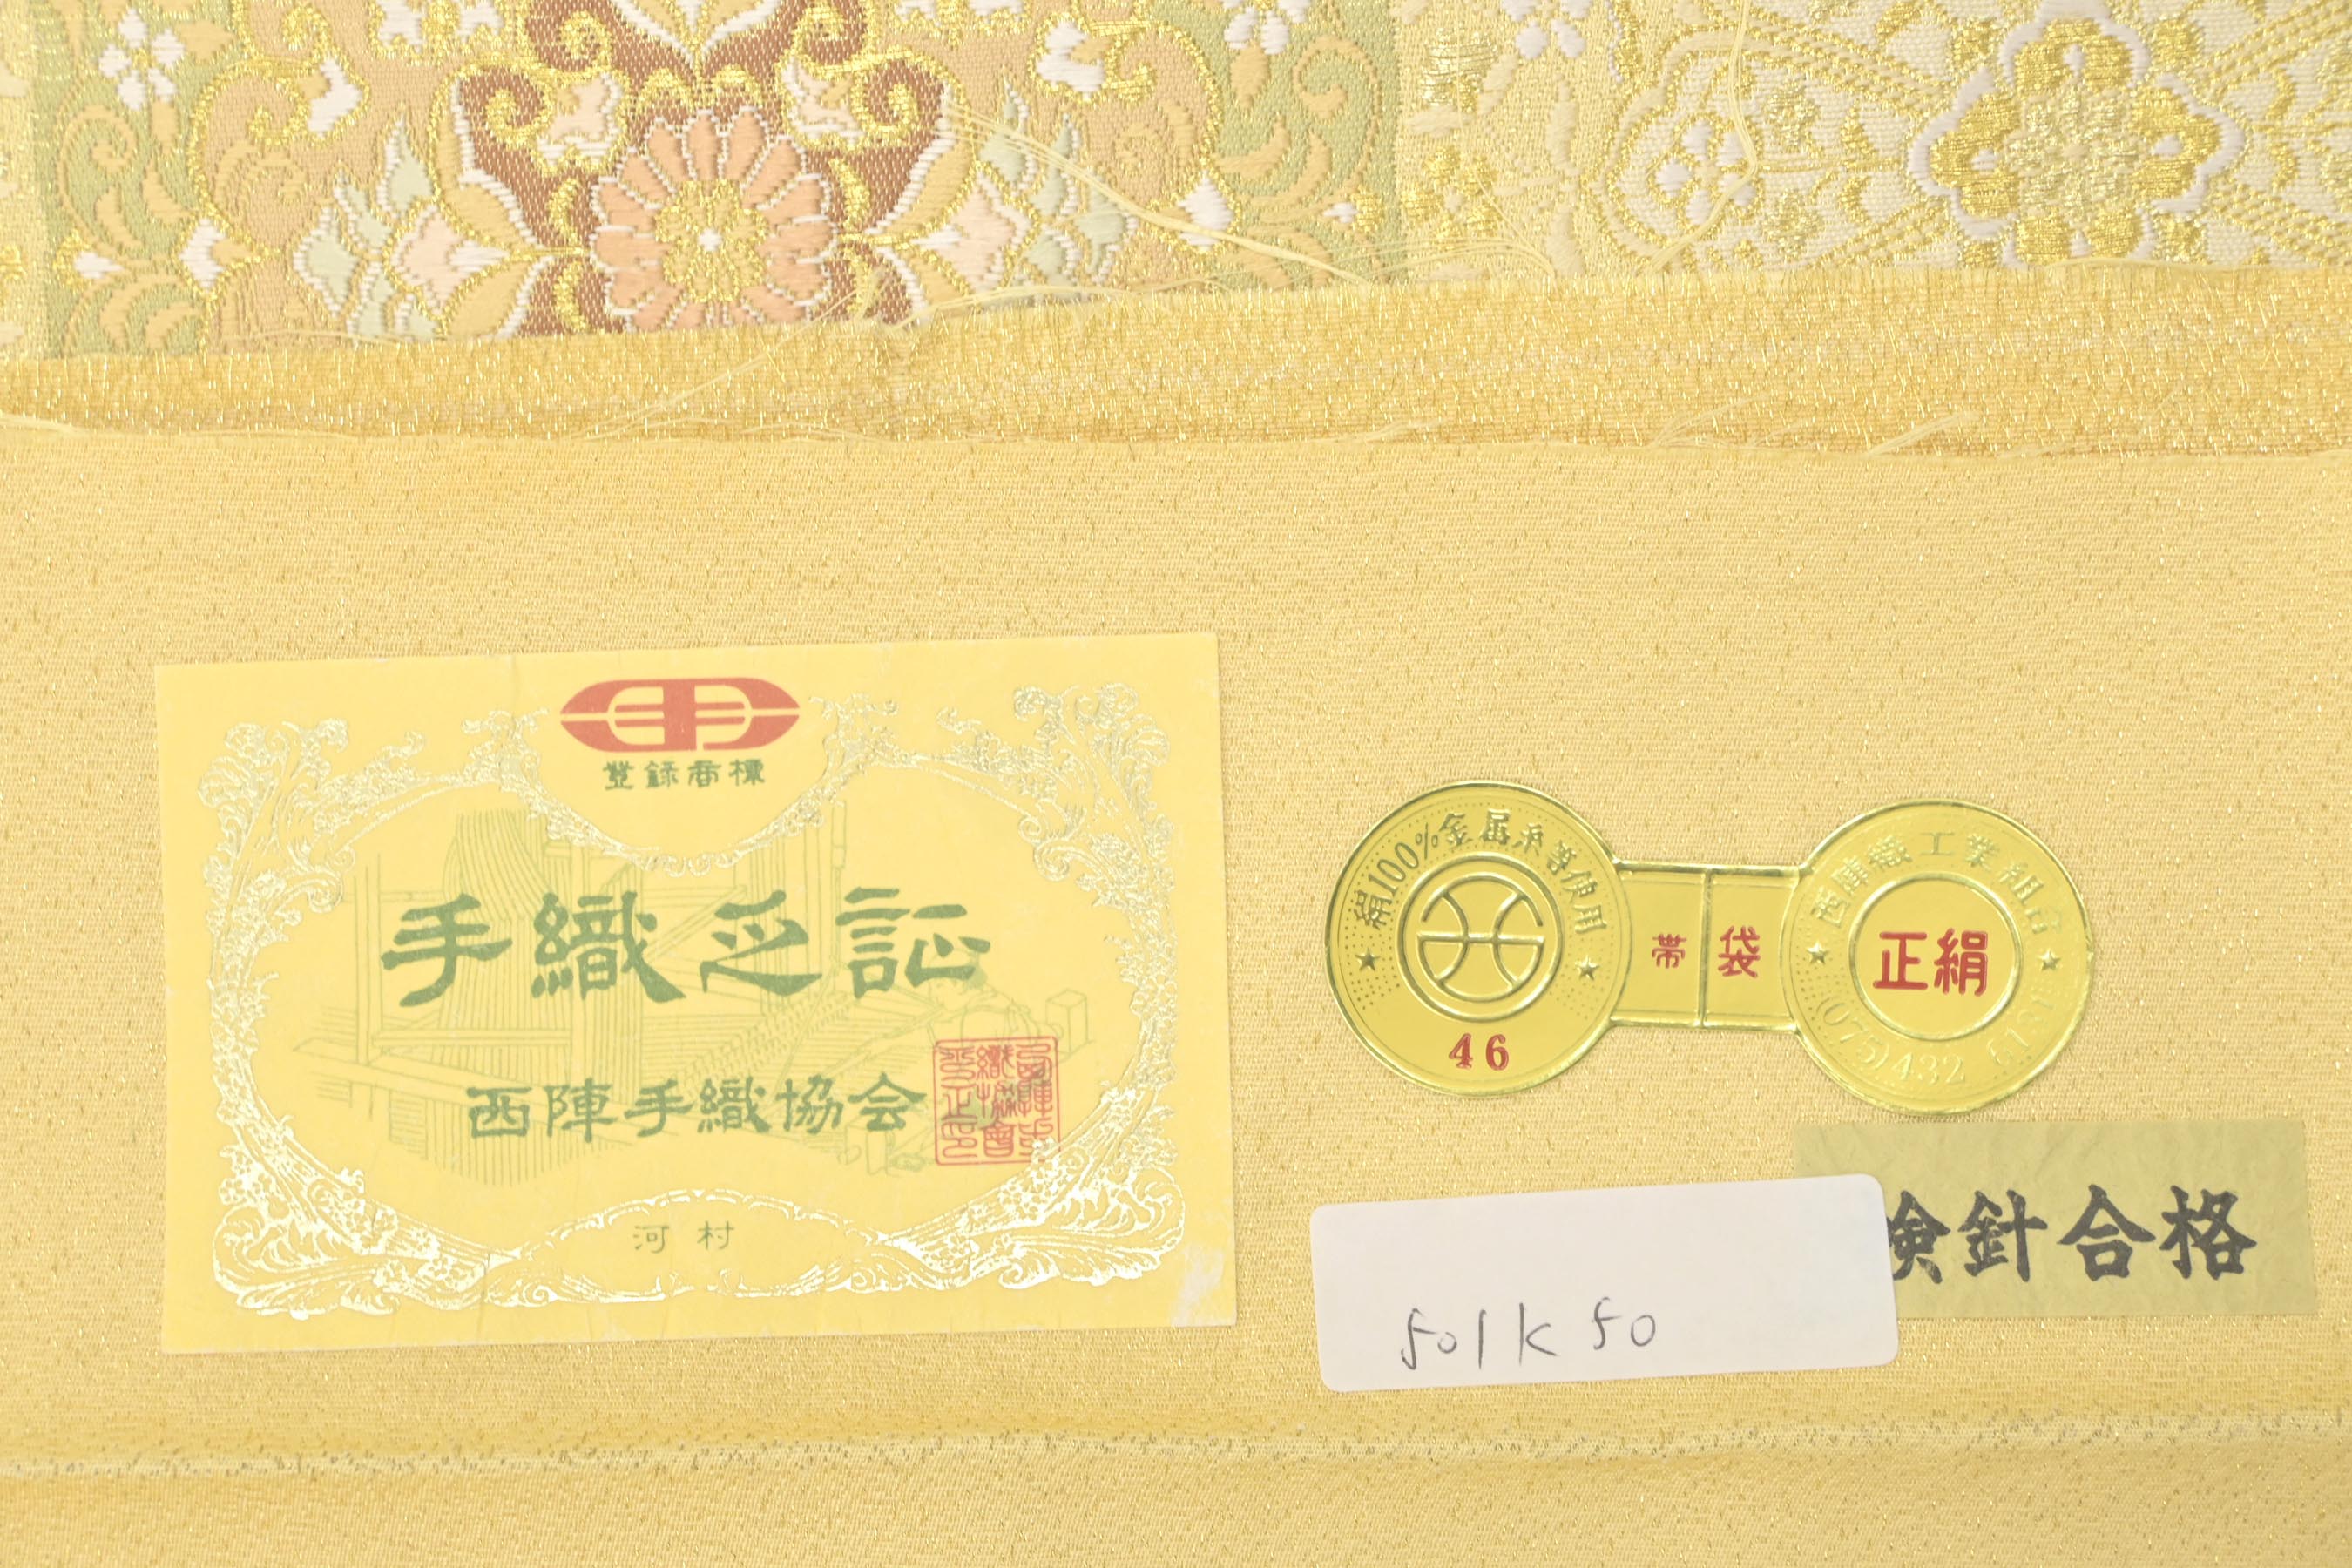 登録商標
手織之証
西陣手織協会
河村
絹100%金属糸等使用
46
帯
袋
西陣織工業組合
正絹
(075)432-6131
検針合格
501K50